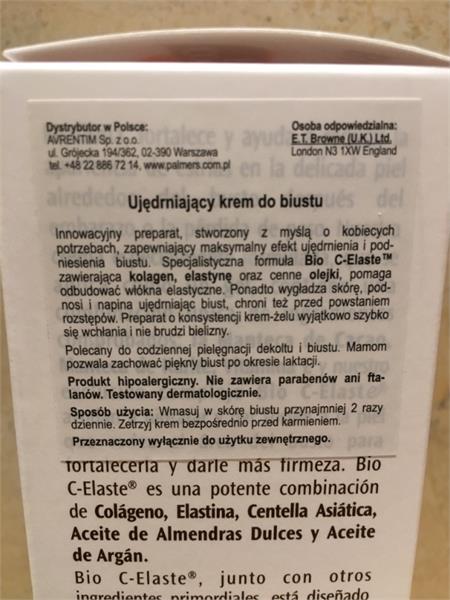 Dystrybutor w Polsce:
AVRENTIM Sp. z o.o.
ul. Grójecka 194/362, 02-390 Warszawa
tel. +48 22 886 72 14, www.palmers.com.pl
Osoba odpowiedzialna:
E.T. Browne (U.K.) Ltd.
London N3 1XW England
Ujędrniający krem do biustu
Innowacyjny preparat, stworzony z myślą o kobiecych
potrzebach, zapewniający maksymalny efekt ujędrnienia i pod-
niesienia biustu. Specjalistyczna formuła Bio C-Elaste™
zawierająca kolagen, elastynę oraz cenne olejki, pomaga
odbudować włókna elastyczne. Ponadto wygładza skórę, pod-
nosi i napina ujędrniając biust, chroni też przed powstaniem
rozstępów. Preparat o konsystencji krem-żelu wyjątkowo szybko
się wchłania i nie brudzi bielizny.
Polecany do codziennej pielęgnacji dekoltu i biustu. Mamom
pozwala zachować piękny biust po okresie laktacji.
Produkt hipoalergiczny. Nie zawiera parabenów ani fta-
lanów. Testowany dermatologicznie.
Sposób użycia: Wmasuj w skórę biustu przynajmniej 2 razy
dziennie. Zetrzyj krem bezpośrednio przed karmieniem.
Przeznaczony wyłącznie do użytku zewnętrznego.
fortalecerla y darle más firmeza. Bio
C-Elaste® es una potente combinación
de Colágeno, Elastina, Centella Asiática,
Aceite de Almendras Dulces y Aceite
de Argán.
Bio C-Elaste®, junto con otros
ingredientes primordiales, está diseñado